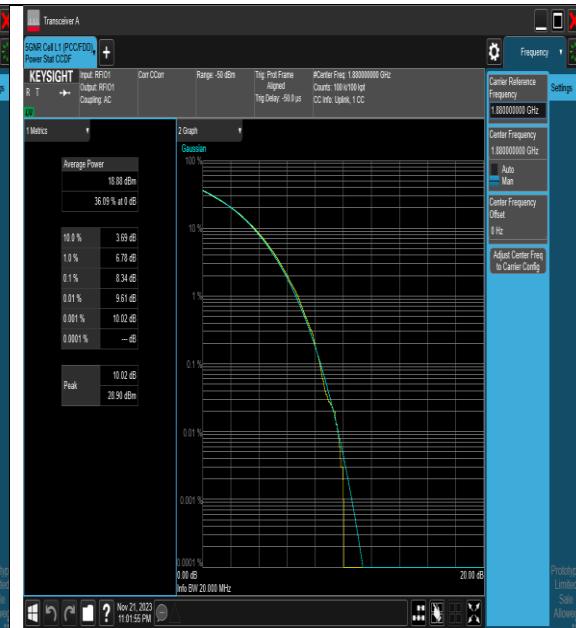 Transceiver A
5GNR Cell L1 (PCC/FDD)
Power Stat CCDF
Frequency
KEYSIGHT
R T
Input: RFIO1
Output: RFIO1
Coupling: AC
Corr CCorr
Range: -50 dBm
Trig: Prot Frame
Aligned
Trig Delay: -50.0 µs
#Center Freq: 1.880000000 GHz
Counts: 100 k/100 kpt
CC Info: Uplink, 1 CC
Carrier Reference
Frequency
1.880000000 GHz
Settings
1 Metrics
2 Graph
Gaussian
Average Power
18.88 dBm
36.09 % at 0 dB
10.0 % 3.69 dB
1.0 % 6.78 dB
0.1 % 8.34 dB
0.01 % 9.61 dB
0.001 % 10.02 dB
0.0001 % --- dB
Peak
10.02 dB
28.90 dBm
100 %
10 %
1 %
0.1 %
0.01 %
0.001 %
0.0001 %
0.00 dB
20.00 dB
Info BW 20.000 MHz
Center Frequency
1.880000000 GHz
Auto
Man
Center Frequency
Offset
0 Hz
Adjust Center Freq
to Carrier Config
Nov 21, 2023
11:01:55 PM